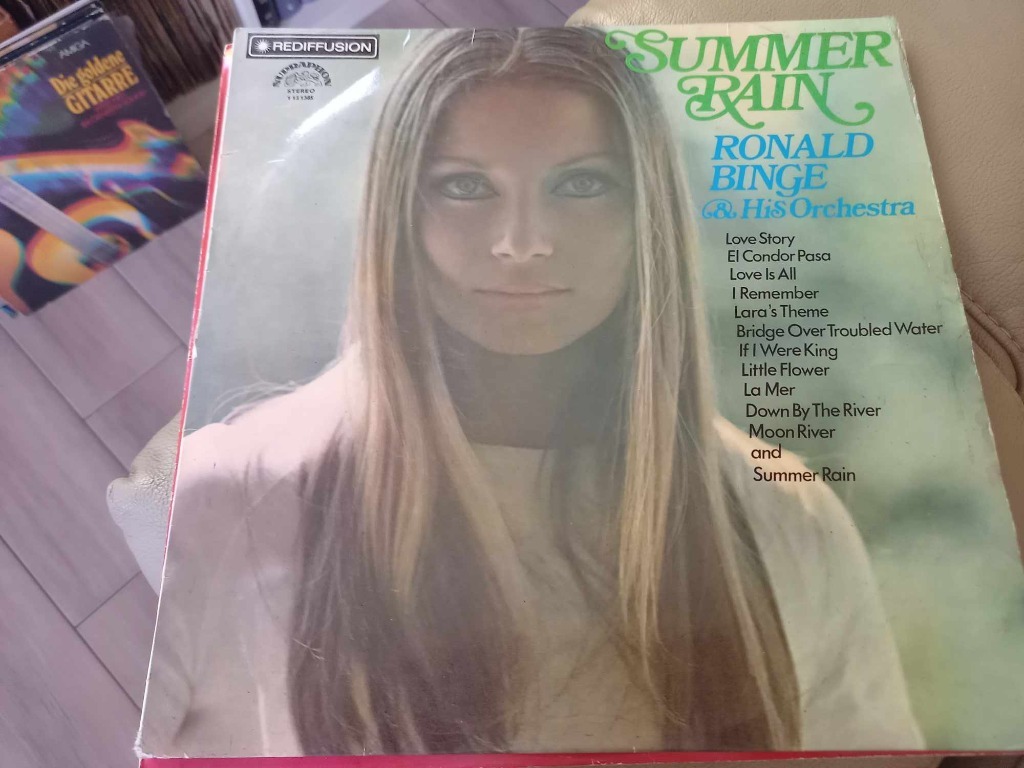 REDIFFUSION
SUPRAPHON
STEREO
SUMMER
RAIN
RONALD
BINGE
& His Orchestra
Love Story
El Condor Pasa
Love Is All
I Remember
Lara's Theme
Bridge Over Troubled Water
If I Were King
Little Flower
La Mer
Down By The River
Moon River
and
Summer Rain
AMIGA
Die goldene
GITARRE